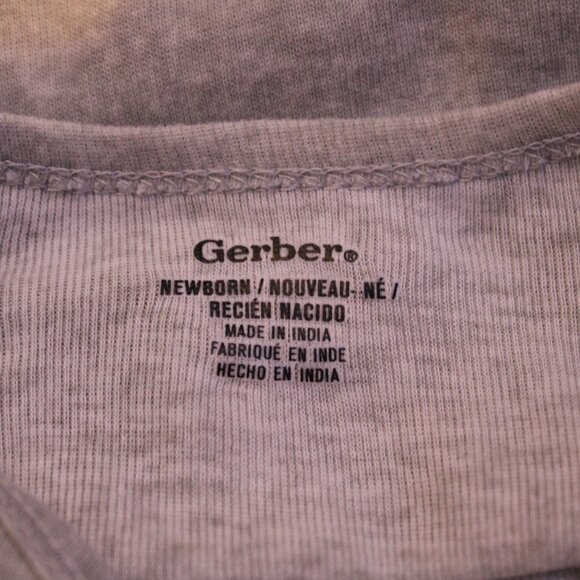 Gerber®
NEWBORN / NOUVEAU-NÉ /
RECIÉN NACIDO
MADE IN INDIA
FABRIQUÉ EN INDE
HECHO EN INDIA